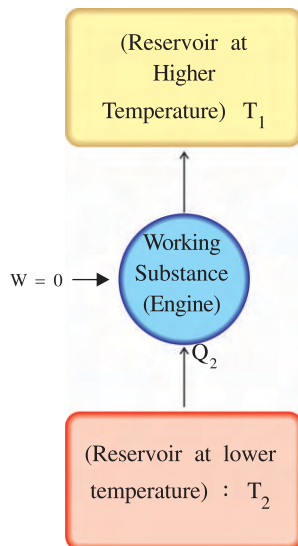 (Reservoir at
Higher
Temperature) T₁
Working
Substance
(Engine)
W = 0
Q₂
(Reservoir at lower
temperature) : T₂